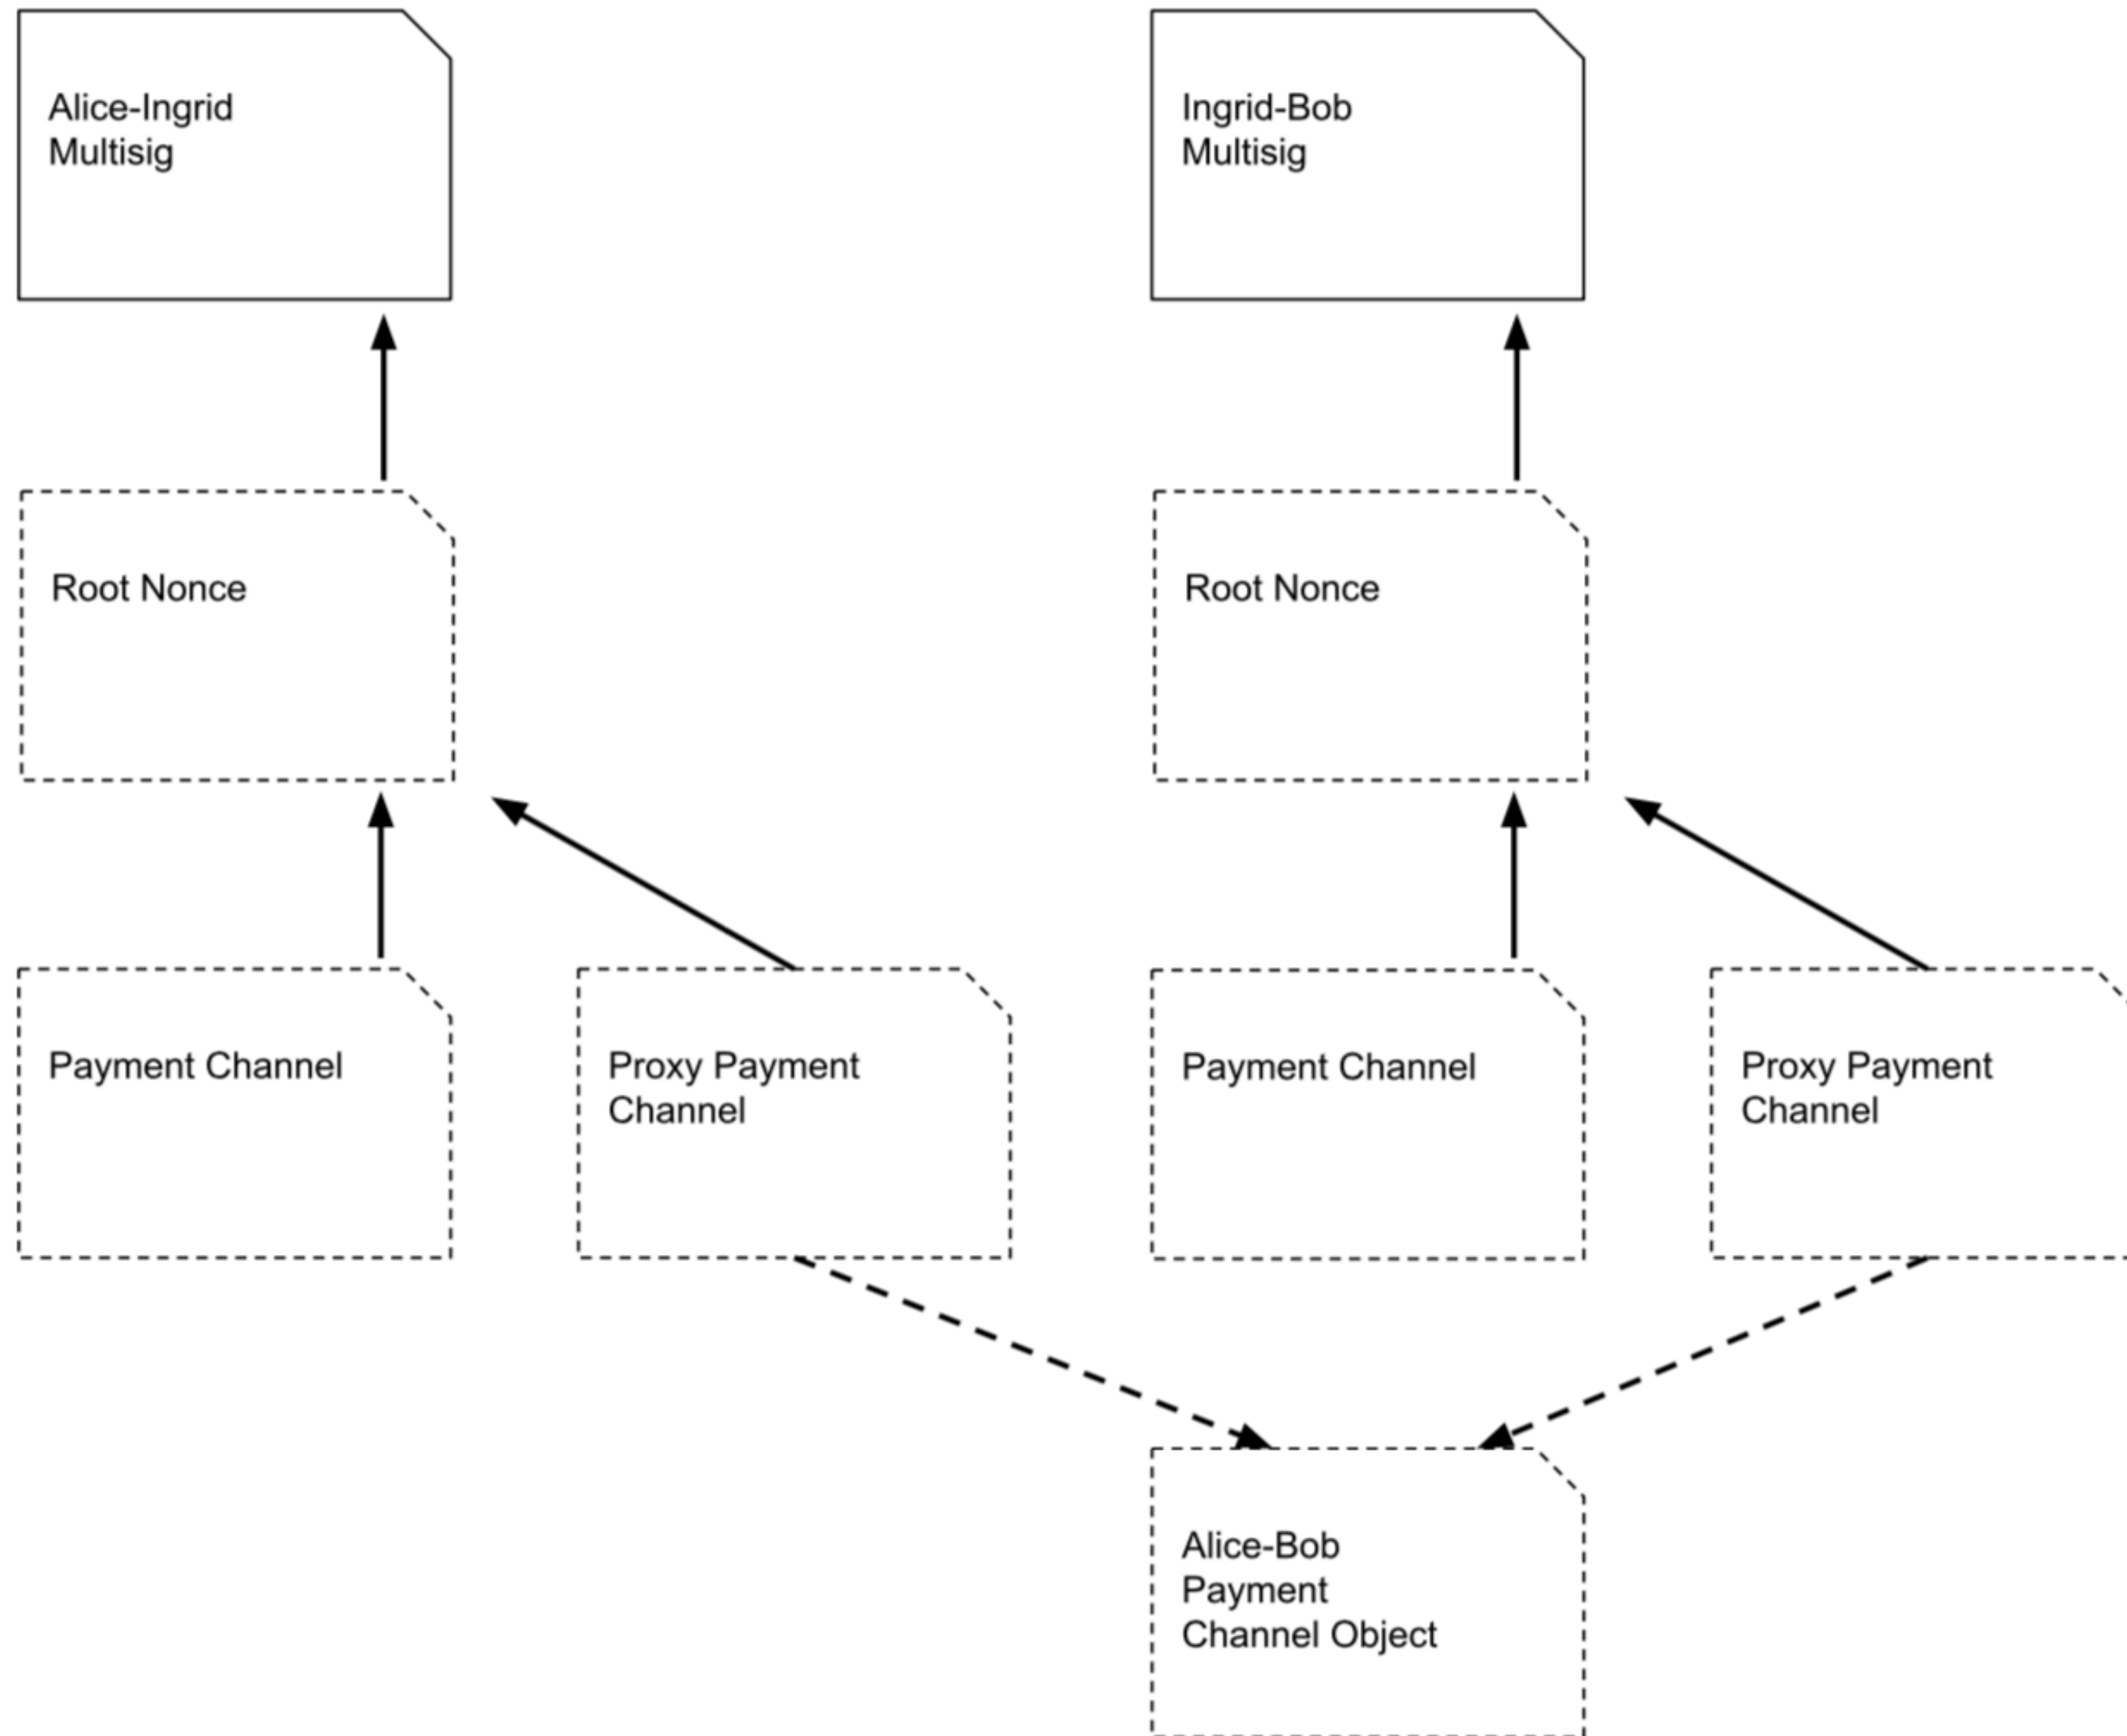 Alice-Ingrid
Multisig
Ingrid-Bob
Multisig
Root Nonce
Root Nonce
Payment Channel
Proxy Payment
Channel
Payment Channel
Proxy Payment
Channel
Alice-Bob
Payment
Channel Object